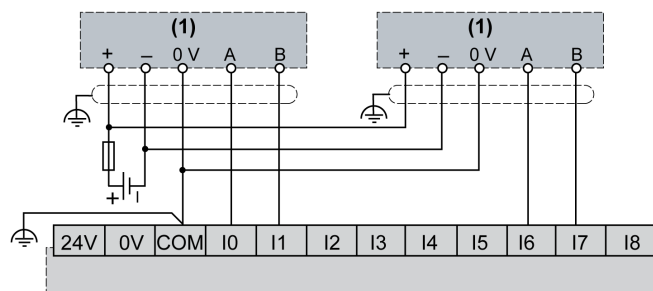 (1) (1)
+ – 0 V A B + – 0 V A B
+ –
24V 0V COM I0 I1 I2 I3 I4 I5 I6 I7 I8